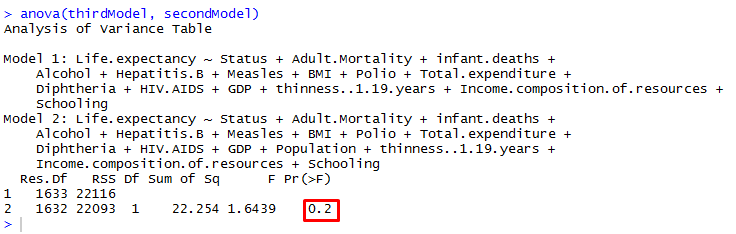 > anova(thirdModel, secondModel)
Analysis of Variance Table

Model 1: Life.expectancy ~ Status + Adult.Mortality + infant.deaths +
    Alcohol + Hepatitis.B + Measles + BMI + Polio + Total.expenditure +
    Diphtheria + HIV.AIDS + GDP + thinness..1.19.years + Income.composition.of.resources +
    Schooling
Model 2: Life.expectancy ~ Status + Adult.Mortality + infant.deaths +
    Alcohol + Hepatitis.B + Measles + BMI + Polio + Total.expenditure +
    Diphtheria + HIV.AIDS + GDP + Population + thinness..1.19.years +
    Income.composition.of.resources + Schooling
  Res.Df   RSS Df Sum of Sq      F Pr(>F)
1   1633 22116
2   1632 22093  1    22.254 1.6439    0.2
>